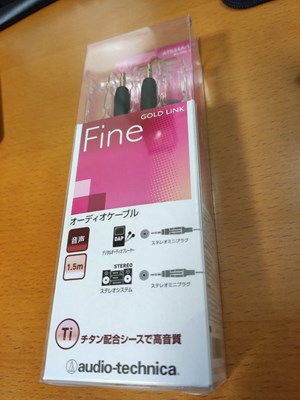 GOLD LINK
Fine
オーディオケーブル
音声
DAP
デジタルオーディオプレーヤー
ステレオミニプラグ
1.5m
STEREO
ステレオシステム
ステレオミニプラグ
Ti
チタン配合シースで高音質
audio-technica